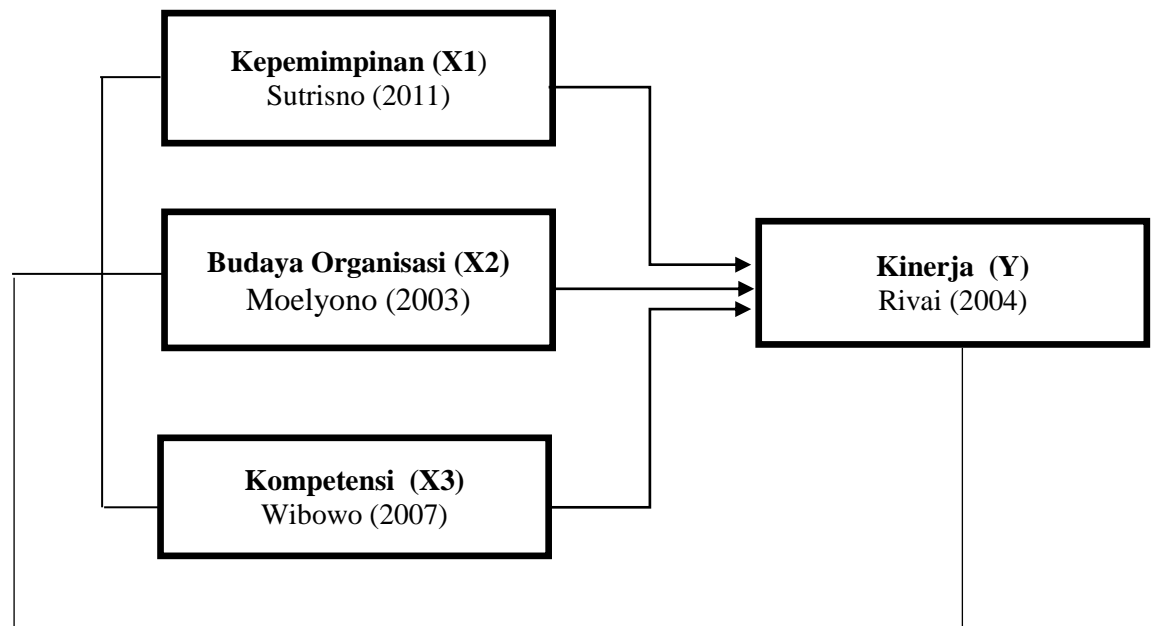 Kepemimpinan (X1)
Sutrisno (2011)
Budaya Organisasi (X2)
Moelyono (2003)
Kinerja (Y)
Rivai (2004)
Kompetensi (X3)
Wibowo (2007)